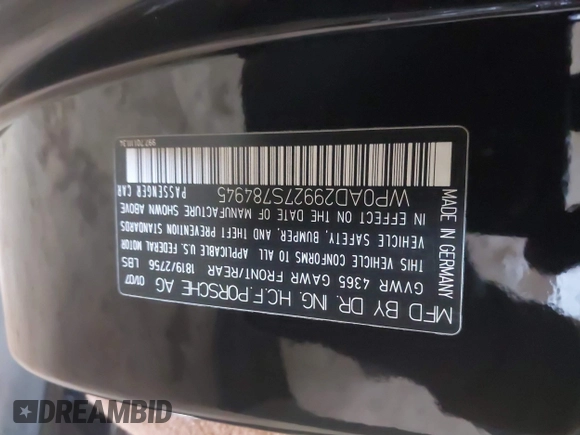 MFD BY DR. ING. H.C.F. PORSCHE AG 01/07
GVWR 4365 GAWR FRONT/REAR 1819/2756 LBS
THIS VEHICLE CONFORMS TO ALL APPLICABLE U.S. FEDERAL MOTOR
VEHICLE SAFETY, BUMPER, AND THEFT PREVENTION STANDARDS
IN EFFECT ON THE DATE OF MANUFACTURE SHOWN ABOVE
WP0AD29927S784945 PASSENGER CAR
MADE IN GERMANY
DREAMBID